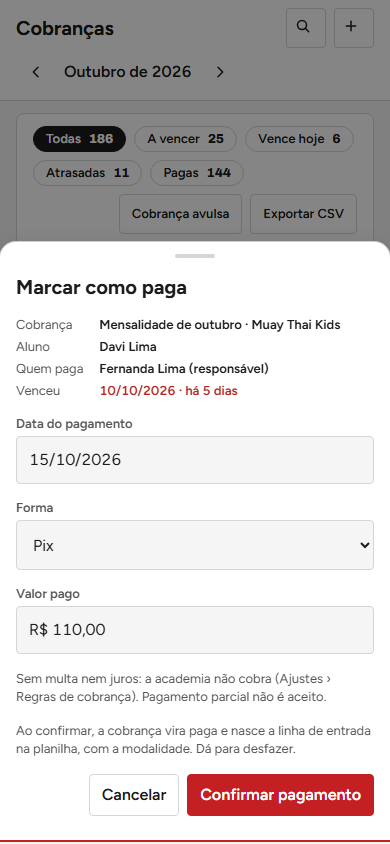 Cobranças
Outubro de 2026
Todas 186
A vencer 25
Vence hoje 6
Atrasadas 11
Pagas 144
Cobrança avulsa
Exportar CSV
Marcar como paga
Cobrança Mensalidade de outubro · Muay Thai Kids
Aluno Davi Lima
Quem paga Fernanda Lima (responsável)
Venceu 10/10/2026 · há 5 dias
Data do pagamento
15/10/2026
Forma
Pix
Valor pago
R$ 110,00
Sem multa nem juros: a academia não cobra (Ajustes ›
Regras de cobrança). Pagamento parcial não é aceito.
Ao confirmar, a cobrança vira paga e nasce a linha de entrada
na planilha, com a modalidade. Dá para desfazer.
Cancelar
Confirmar pagamento